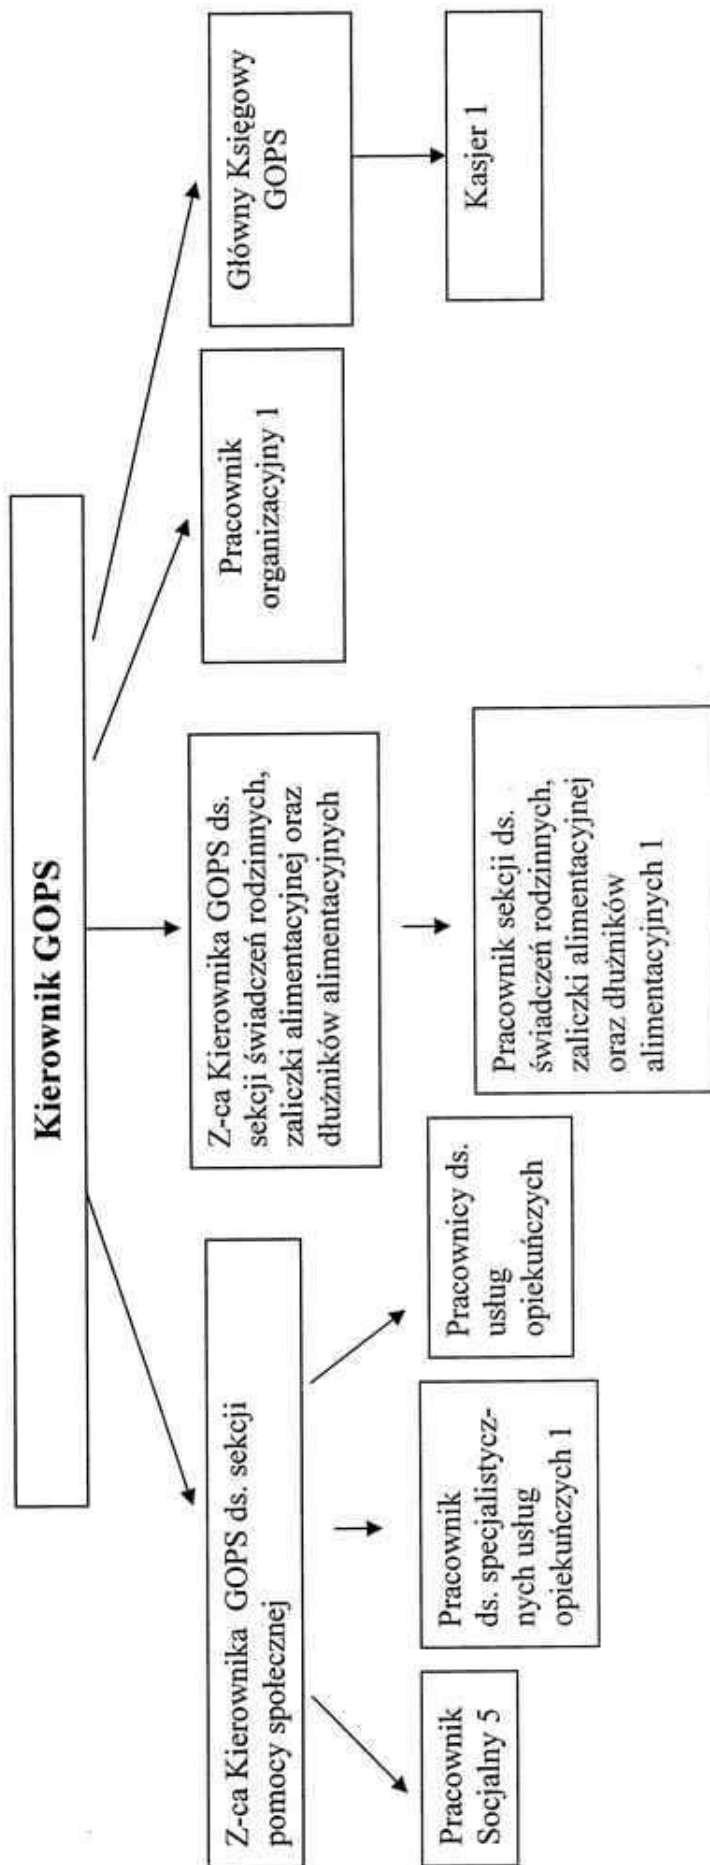 Kierownik GOPS
Z-ca Kierownika GOPS ds. sekcji
pomocy społecznej
Z-ca Kierownika GOPS ds.
sekcji świadczeń rodzinnych,
zaliczki alimentacyjnej oraz
dłużników alimentacyjnych
Pracownik
organizacyjny 1
Główny Księgowy
GOPS
Pracownik
Socjalny 5
Pracownik
ds. specjalistycz-
nych usług
opiekuńczych 1
Pracownicy ds.
usług
opiekuńczych
Pracownik sekcji ds.
świadczeń rodzinnych,
zaliczki alimentacyjnej
oraz dłużników
alimentacyjnych 1
Kasjer 1